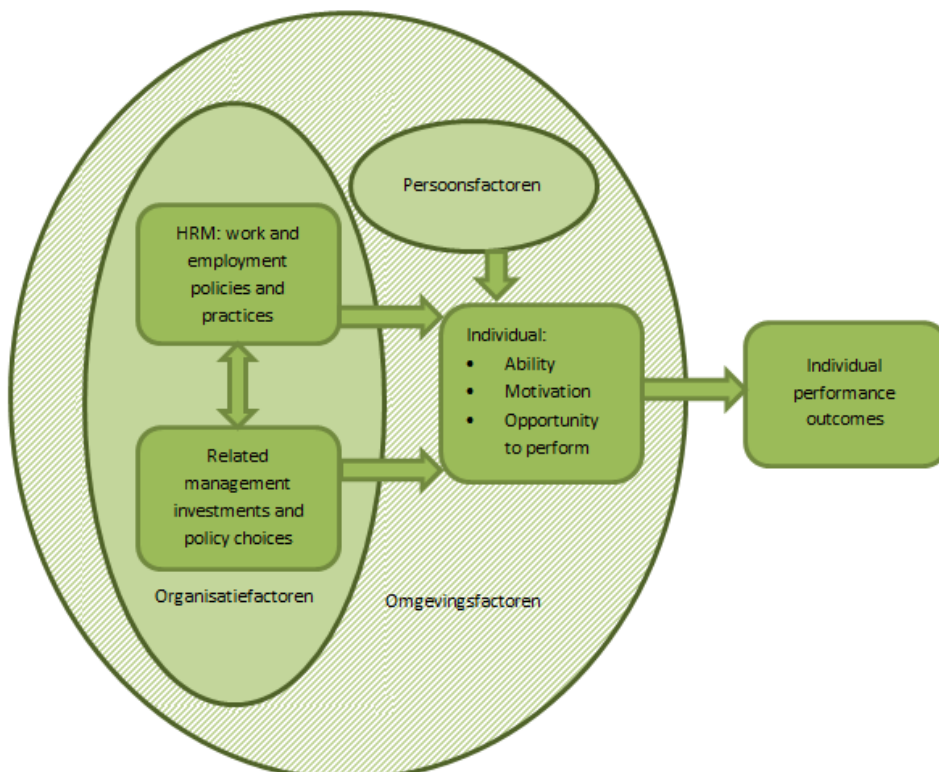 Persoonsfactoren
HRM: work and
employment
policies and
practices
Individual:
• Ability
• Motivation
• Opportunity
to perform
Individual
performance
outcomes
Related
management
investments and
policy choices
Organisatiefactoren
Omgevingsfactoren